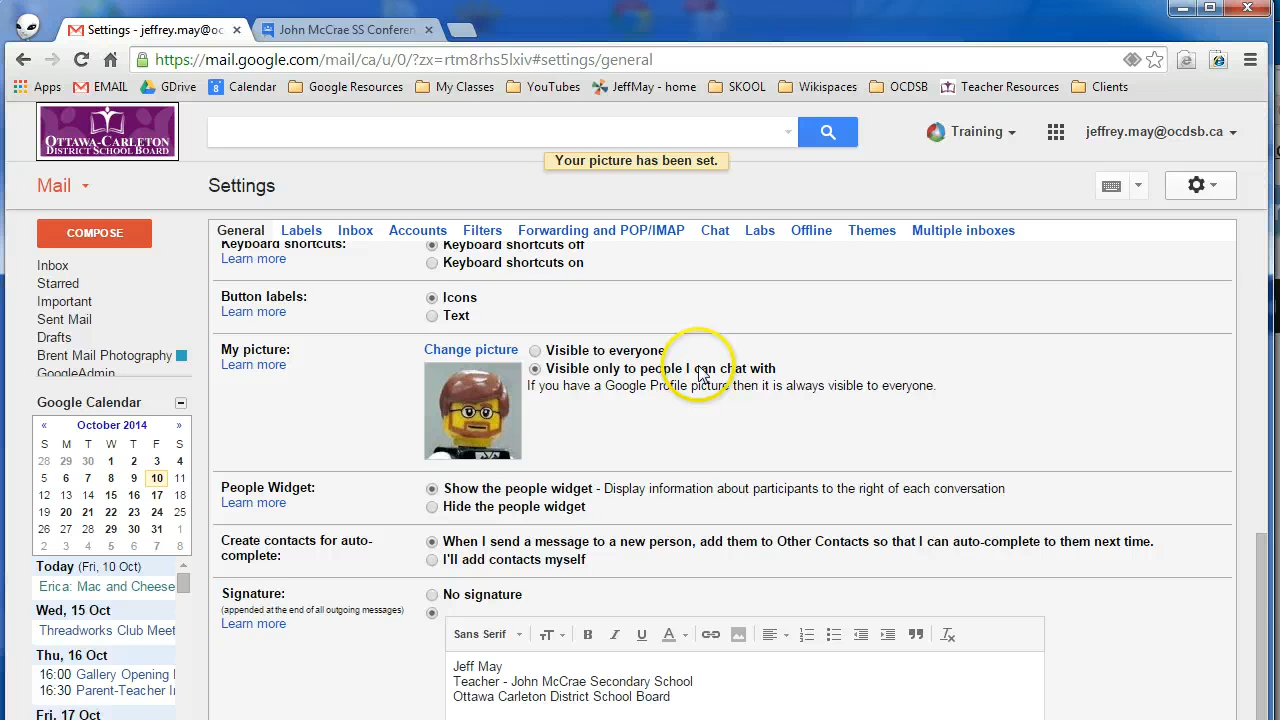 Settings - jeffrey.may@oc
John McCrae SS Conferen
https://mail.google.com/mail/ca/u/0/?zx=rtm8rhs5lxiv#settings/general
Apps EMAIL GDrive 8 Calendar Google Resources My Classes YouTubes JeffMay - home SKOOL Wikispaces OCDSB Teacher Resources Clients
OTTAWA-CARLETON
DISTRICT SCHOOL BOARD
Training
jeffrey.may@ocdsb.ca
Your picture has been set.
Mail
Settings
COMPOSE
Inbox
Starred
Important
Sent Mail
Drafts
Brent Mail Photography
GoogleAdmin
Google Calendar
« October 2014 »
S M T W T F S
28 29 30 1 2 3 4
5 6 7 8 9 10 11
12 13 14 15 16 17 18
19 20 21 22 23 24 25
26 27 28 29 30 31 1
2 3 4 5 6 7 8
Today (Fri, 10 Oct)
Erica: Mac and Cheese
Wed, 15 Oct
Threadworks Club Meet
Thu, 16 Oct
16:00 Gallery Opening
16:30 Parent-Teacher In
Fri, 17 Oct
General Labels Inbox Accounts Filters Forwarding and POP/IMAP Chat Labs Offline Themes Multiple inboxes
Keyboard shortcuts:
Learn more
Keyboard shortcuts off
Keyboard shortcuts on
Button labels:
Learn more
Icons
Text
My picture:
Learn more
Change picture
Visible to everyone
Visible only to people I can chat with
If you have a Google Profile picture then it is always visible to everyone.
People Widget:
Learn more
Show the people widget - Display information about participants to the right of each conversation
Hide the people widget
Create contacts for auto-
complete:
When I send a message to a new person, add them to Other Contacts so that I can auto-complete to them next time.
I'll add contacts myself
Signature:
(appended at the end of all outgoing messages)
Learn more
No signature
Sans Serif
Jeff May
Teacher - John McCrae Secondary School
Ottawa Carleton District School Board